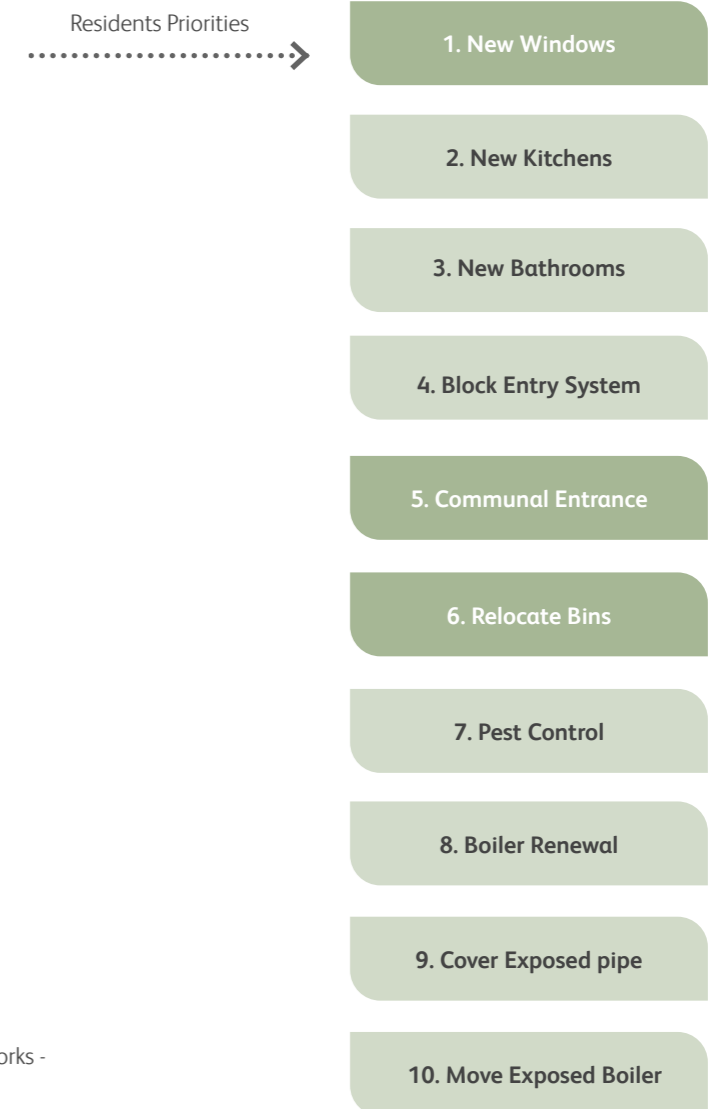 Residents Priorities
1. New Windows
2. New Kitchens
3. New Bathrooms
4. Block Entry System
5. Communal Entrance
6. Relocate Bins
7. Pest Control
8. Boiler Renewal
9. Cover Exposed pipe
orks -
10. Move Exposed Boiler